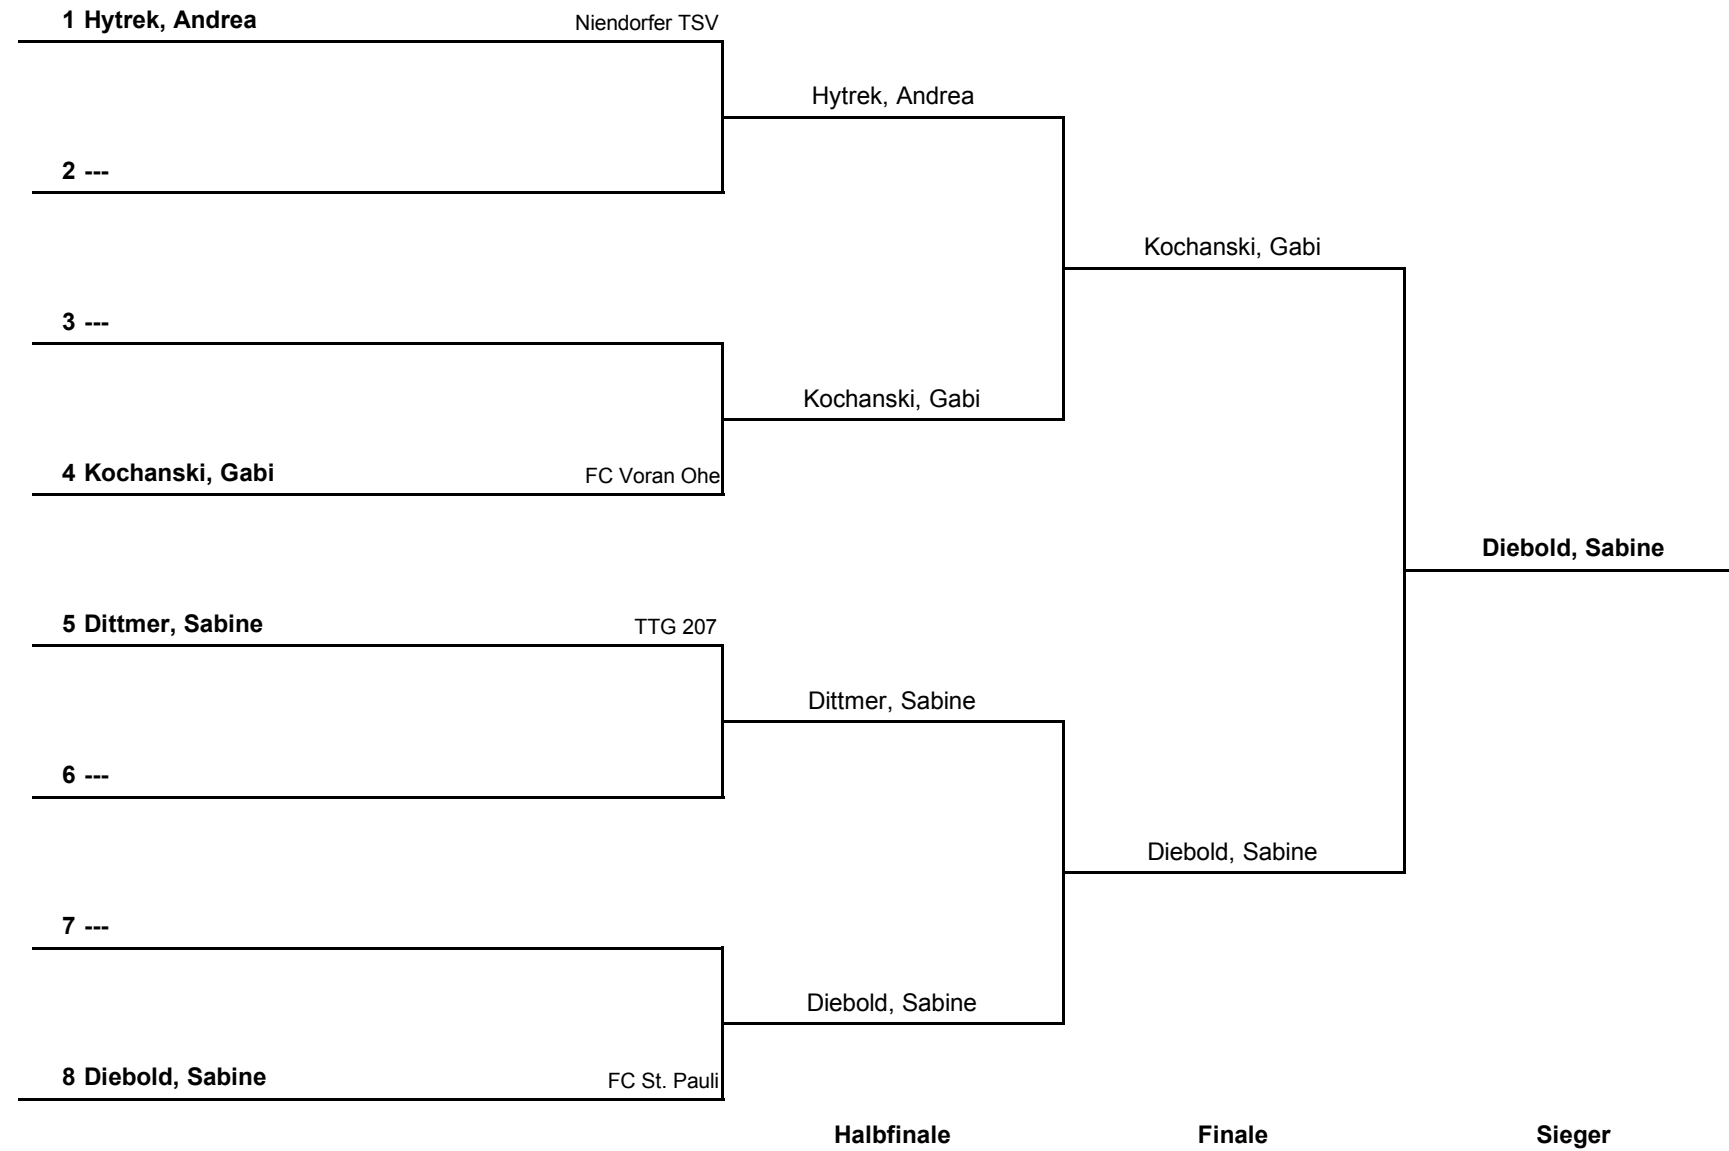 1 Hytrek, Andrea Niendorfer TSV
Hytrek, Andrea
2 ---
Kochanski, Gabi
3 ---
Kochanski, Gabi
4 Kochanski, Gabi FC Voran Ohe
Diebold, Sabine
5 Dittmer, Sabine TTG 207
Dittmer, Sabine
6 ---
Diebold, Sabine
7 ---
Diebold, Sabine
8 Diebold, Sabine FC St. Pauli
Halbfinale Finale Sieger